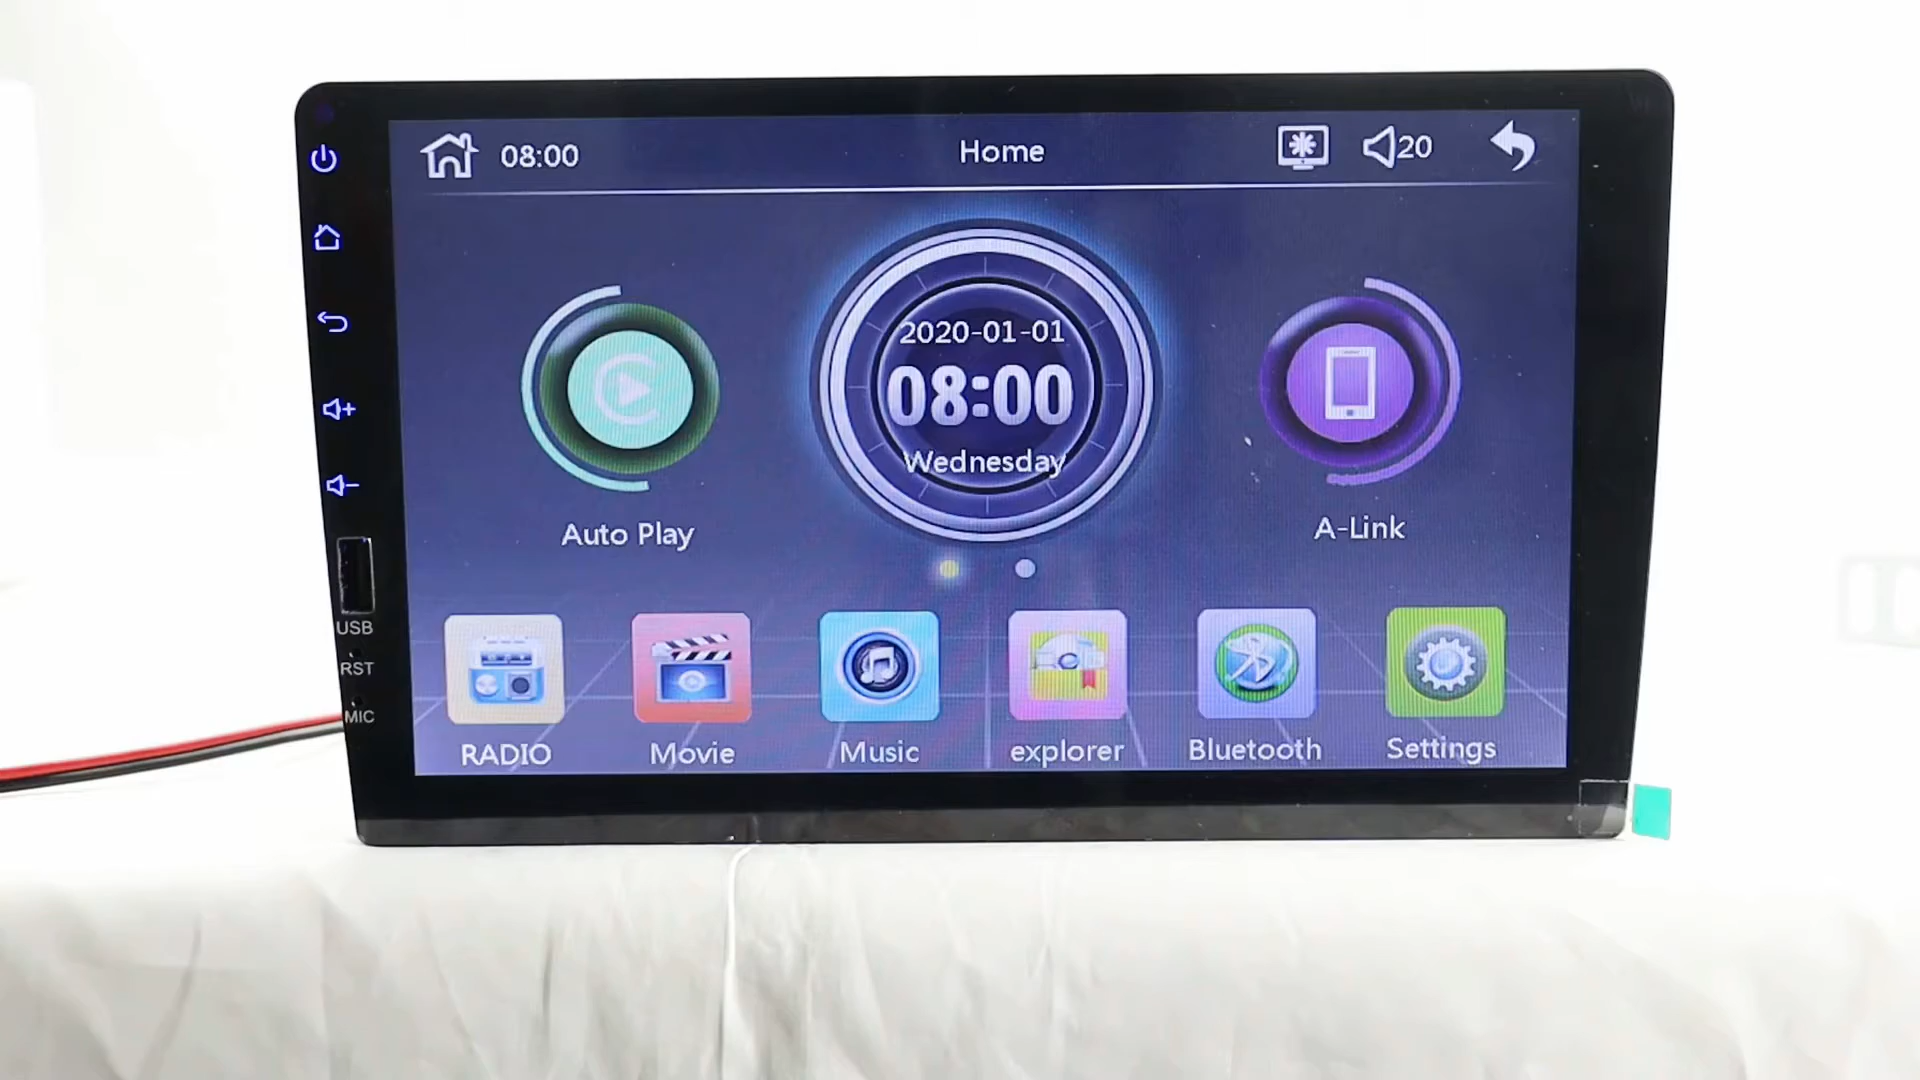 08:00
Home
20
2020-01-01
08:00
Wednesday
Auto Play
A-Link
RADIO
Movie
Music
explorer
Bluetooth
Settings
USB
RST
MIC